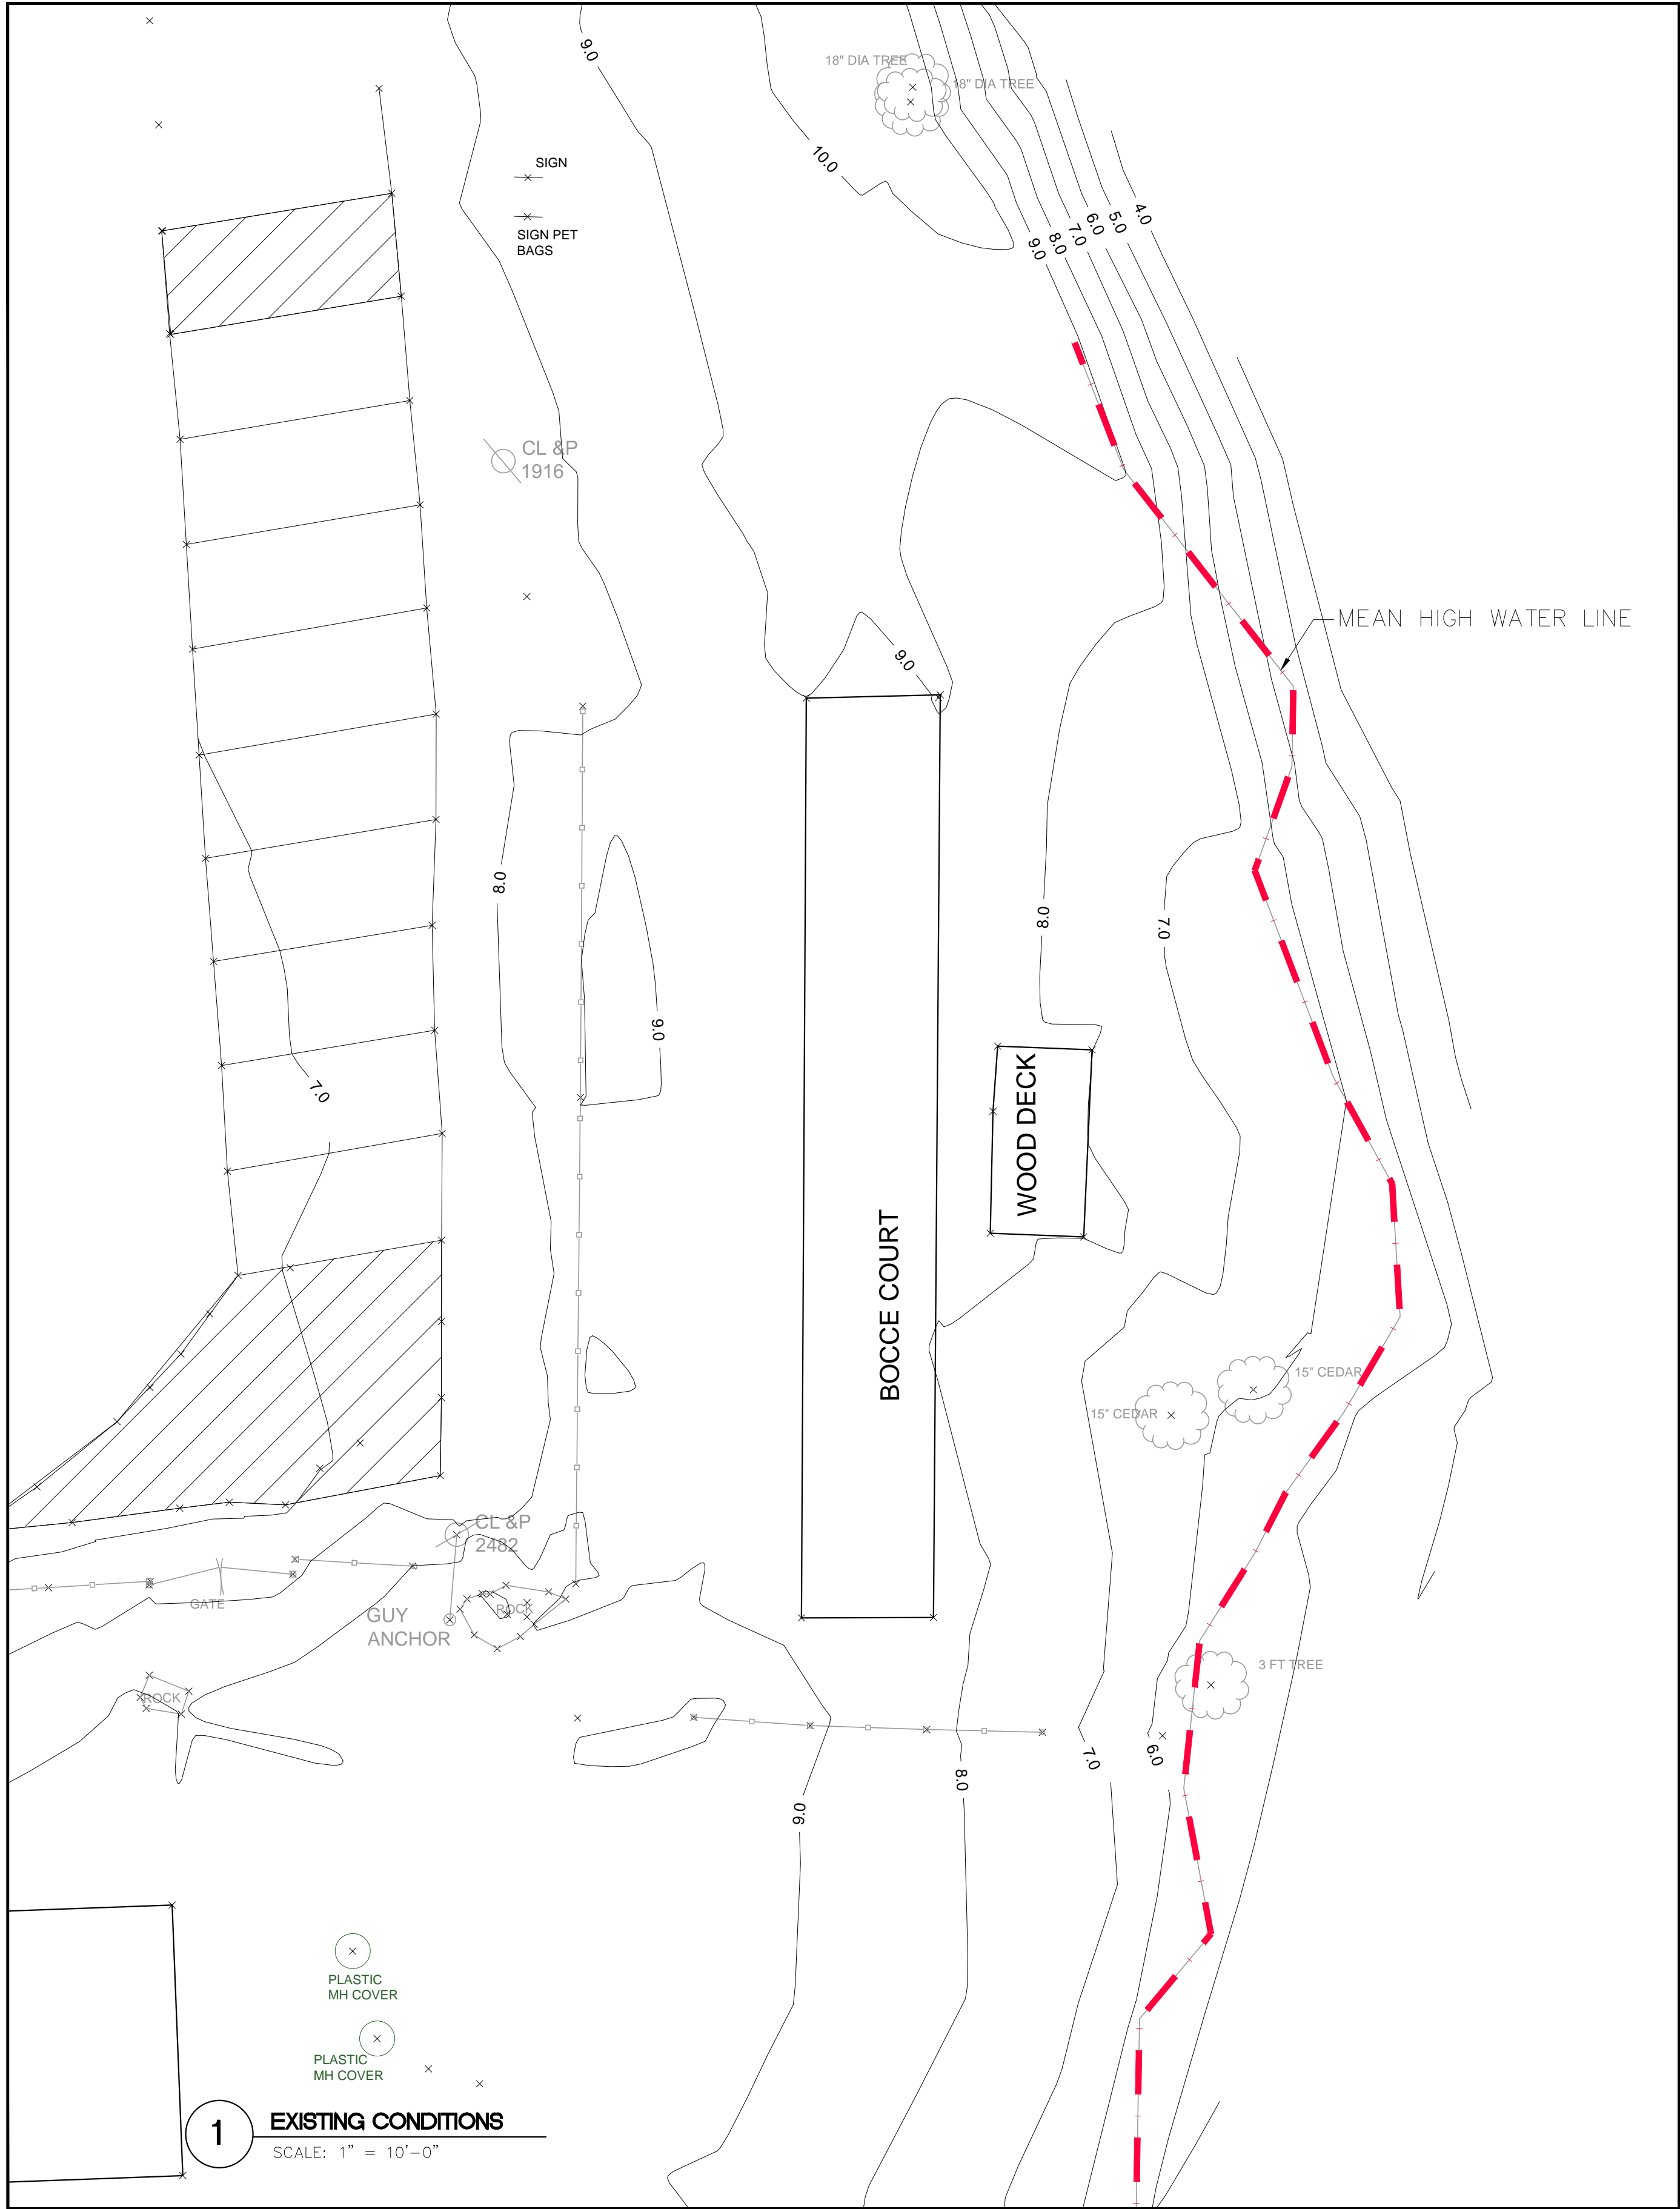 9.0
18" DIA TREE
18" DIA TREE
10.0
SIGN
SIGN PET
BAGS
9.0
8.0
7.0
6.0
5.0
4.0
CL &P
1916
MEAN HIGH WATER LINE
9.0
8.0
8.0
7.0
9.0
7.0
WOOD DECK
BOCCE COURT
15" CEDAR
15" CEDAR
CL &P
2482
GATE
GUY
ANCHOR
ROCK
3 FT TREE
ROCK
7.0
6.0
8.0
9.0
PLASTIC
MH COVER
PLASTIC
MH COVER
1
EXISTING CONDITIONS
SCALE: 1” = 10’–0”